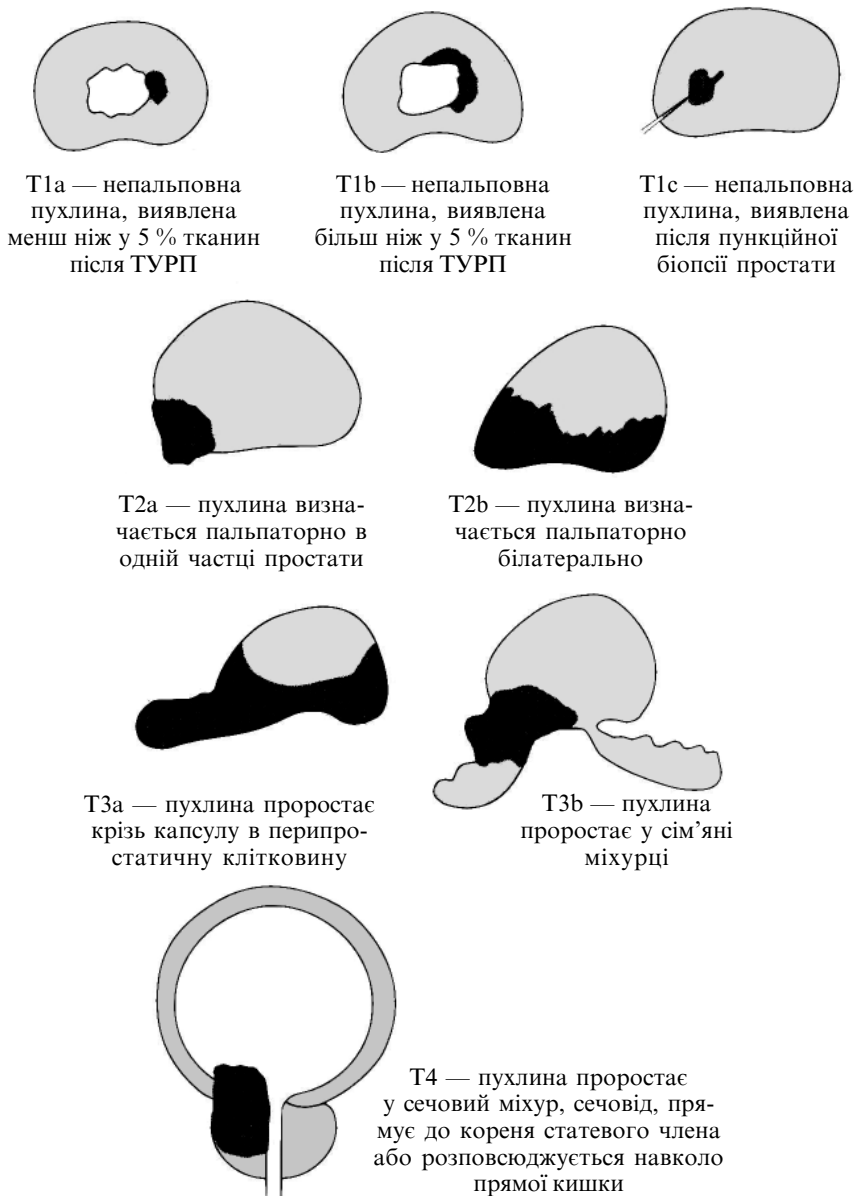 T1a — непальповна
пухлина, виявлена
менш ніж у 5 % тканин
після ТУРП
T1b — непальповна
пухлина, виявлена
більш ніж у 5 % тканин
після ТУРП
T1c — непальповна
пухлина, виявлена
після пункційної
біопсії простати
T2a — пухлина визна-
чається пальпаторно в
одній частці простати
T2b — пухлина визна-
чається пальпаторно
білатерально
T3a — пухлина проростає
крізь капсулу в перипро-
статичну клітковину
T3b — пухлина
проростає у сім’яні
міхурці
T4 — пухлина проростає
у сечовий міхур, сечовід, пря-
мує до кореня статевого члена
або розповсюджується навколо
прямої кишки